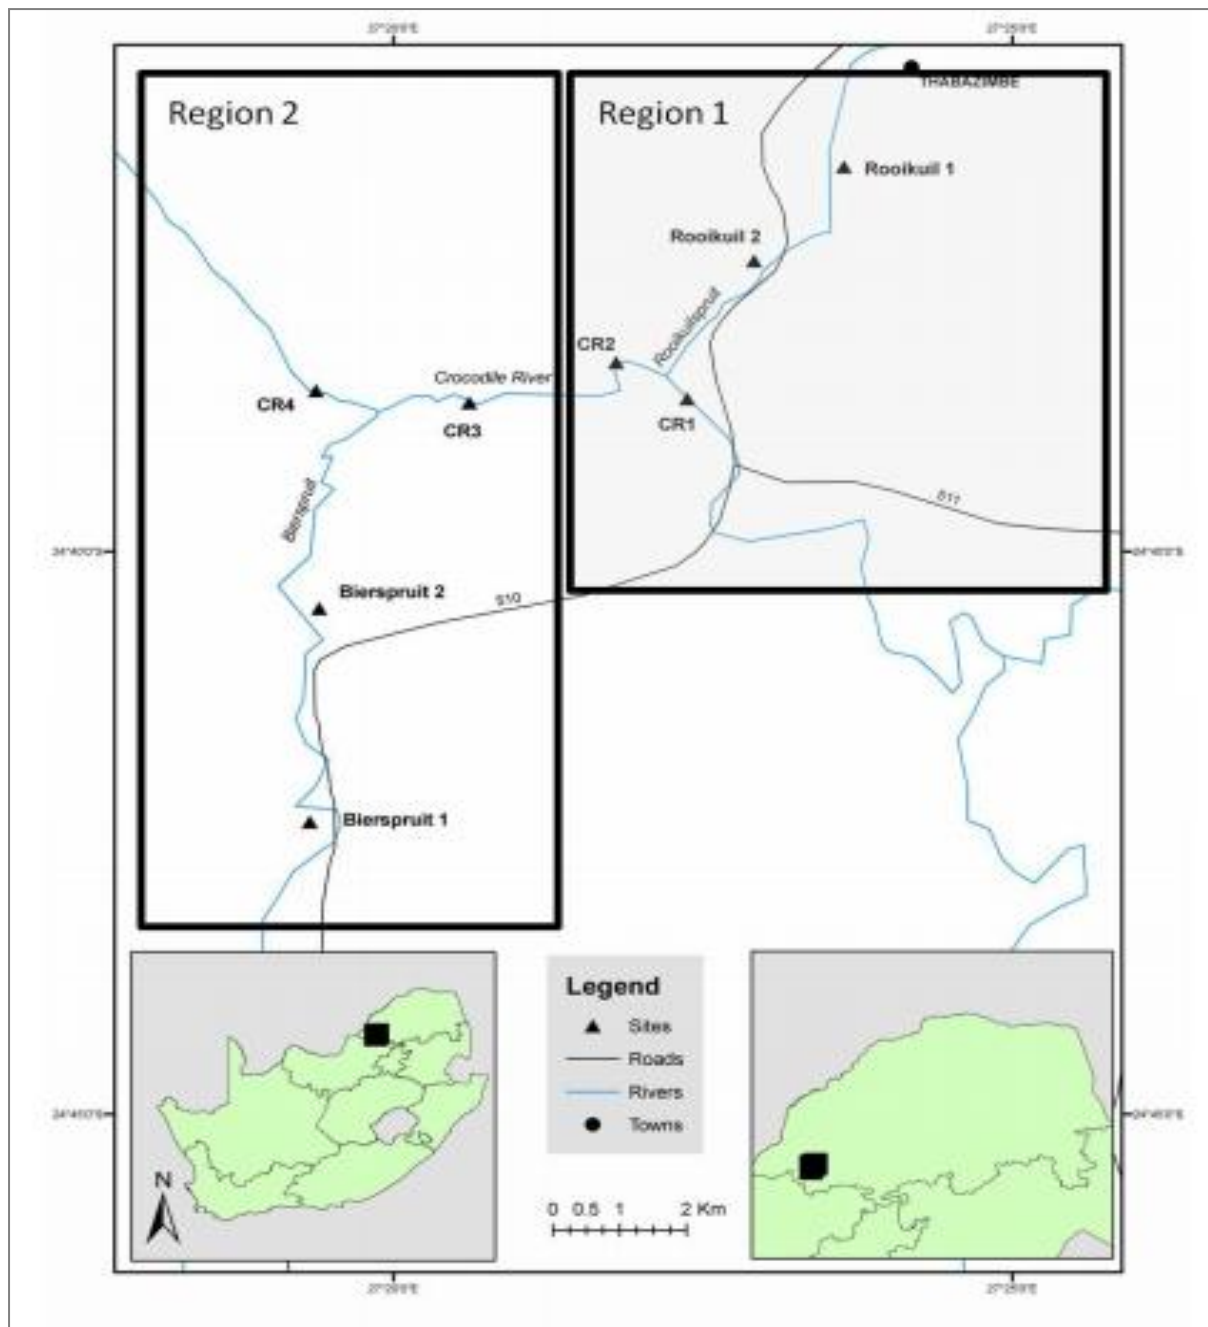 Region 2
Region 1
THABAZIMBE
Rooikuil 1
Rooikuil 2
Rooikuilspruit
CR2
Crocodile River
CR4
CR3
CR1
Bierspruit
510
Bierspruit 2
Bierspruit 1
Legend
Sites
Roads
Rivers
Towns
N
0 0.5 1 2 Km